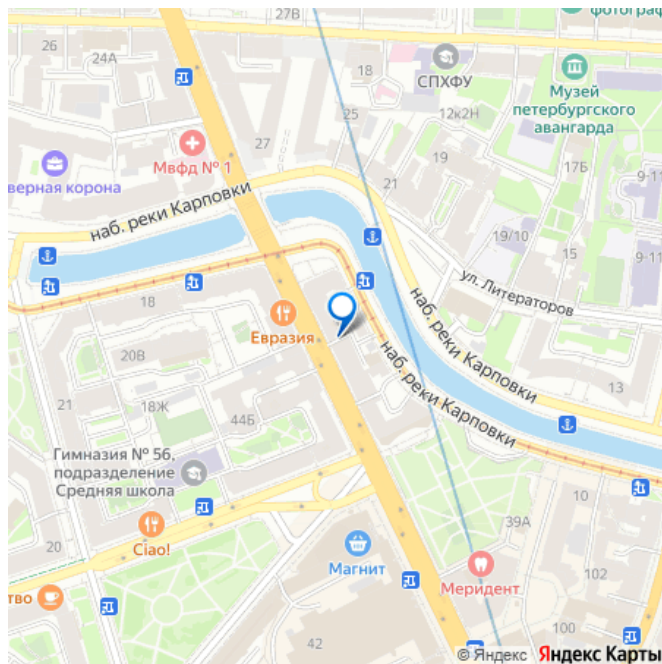 27В
фотограф
26
24А
18
СПХФУ
Музей
петербургского
авангарда
12к2Н
Мвфд № 1
27
19
21
17Б
9-11
верная корона
наб. реки Карповки
19/10
15
9-11
ул. Литераторов
18
Евразия
наб. реки Карповки
наб. реки Карповки
20В
13
21
18Ж
44Б
Гимназия № 56,
подразделение
Средняя школа
10
39А
20
Ciao!
Магнит
Меридент
102
тво
42
100
© Яндекс Яндекс Карты